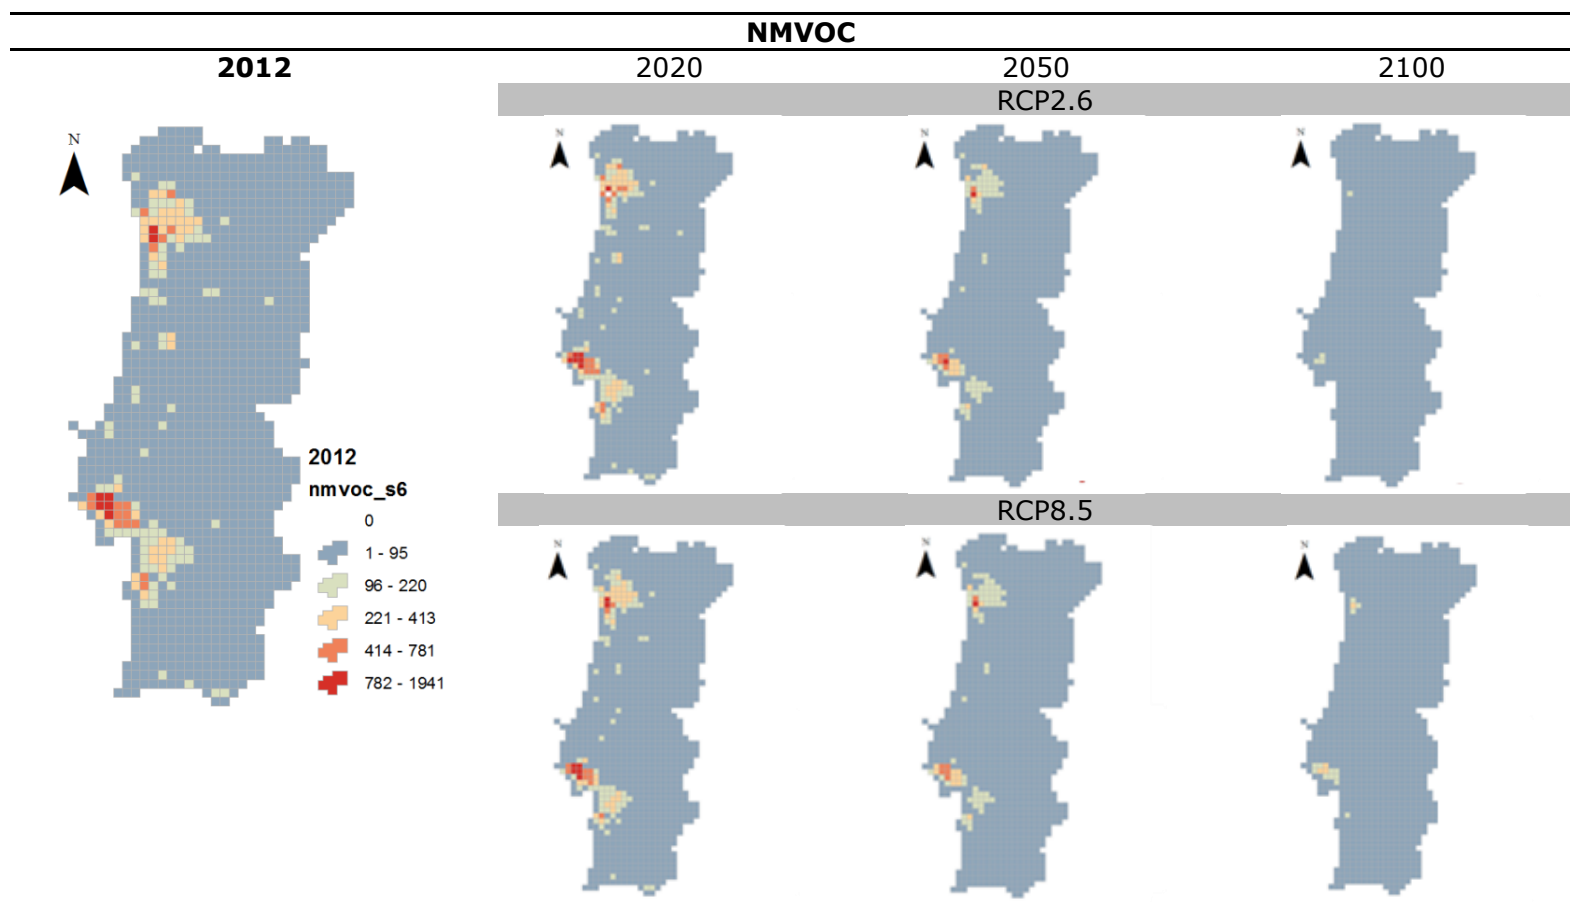 NMVOC
2012 2020 2050 2100
RCP2.6
N N N N
2012
nmvoc_s6
0
1 - 95
96 - 220
221 - 413
414 - 781
782 - 1941
RCP8.5
N N N